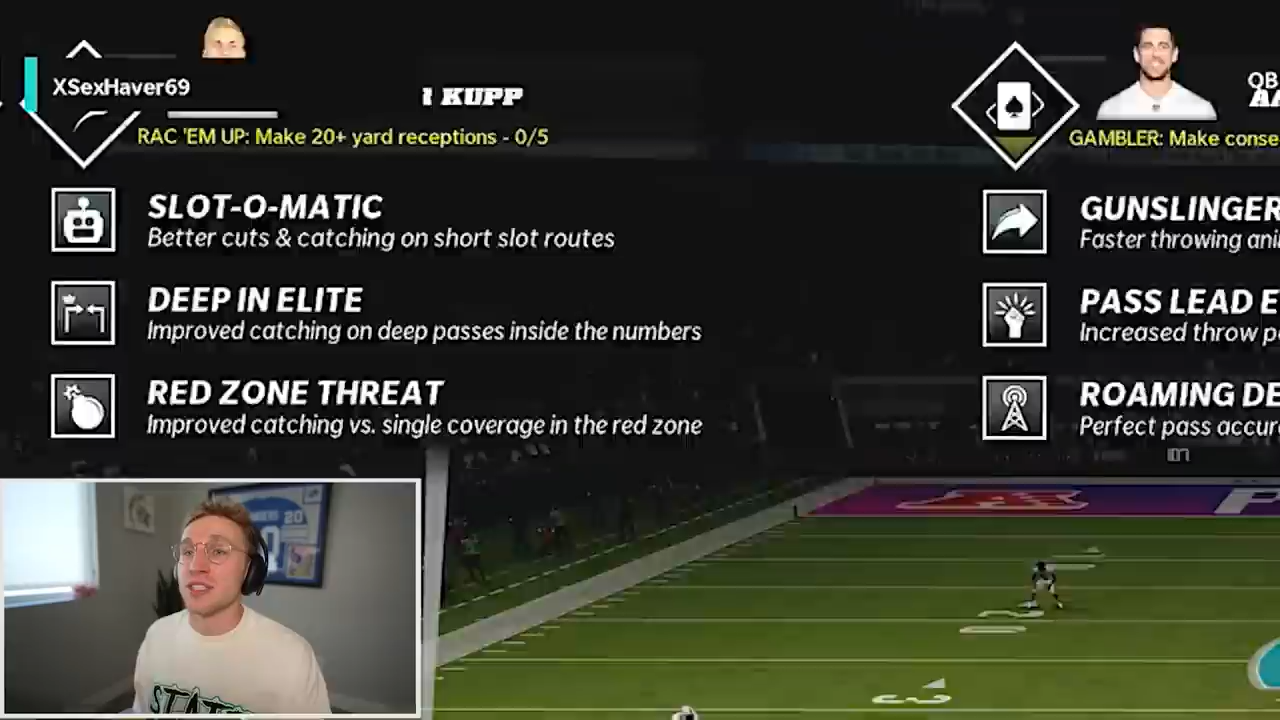 XSexHaver69
KUPP
RAC 'EM UP: Make 20+ yard receptions - 0/5
SLOT-O-MATIC
Better cuts & catching on short slot routes
DEEP IN ELITE
Improved catching on deep passes inside the numbers
RED ZONE THREAT
Improved catching vs. single coverage in the red zone
QB
GAMBLER: Make conse
GUNSLINGER
Faster throwing ani
PASS LEAD E
Increased throw p
ROAMING DE
Perfect pass accur
20
STATE